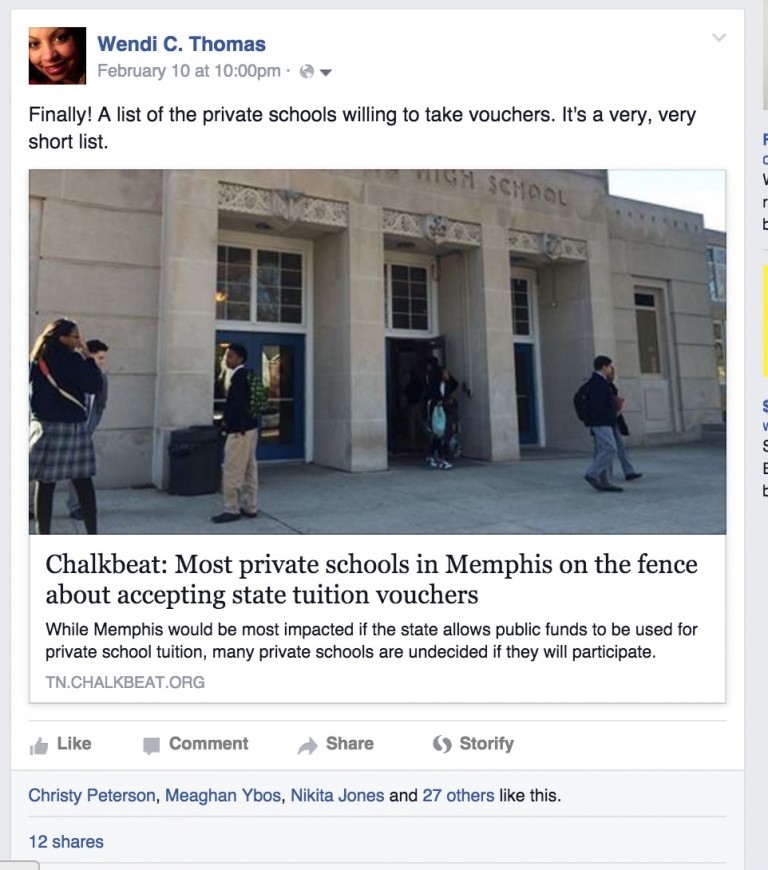 Wendi C. Thomas
February 10 at 10:00pm ·
Finally! A list of the private schools willing to take vouchers. It's a very, very
short list.
HIGH SCHOOL
Chalkbeat: Most private schools in Memphis on the fence
about accepting state tuition vouchers
While Memphis would be most impacted if the state allows public funds to be used for
private school tuition, many private schools are undecided if they will participate.
TN.CHALKBEAT.ORG
Like Comment Share Storify
Christy Peterson, Meaghan Ybos, Nikita Jones and 27 others like this.
12 shares